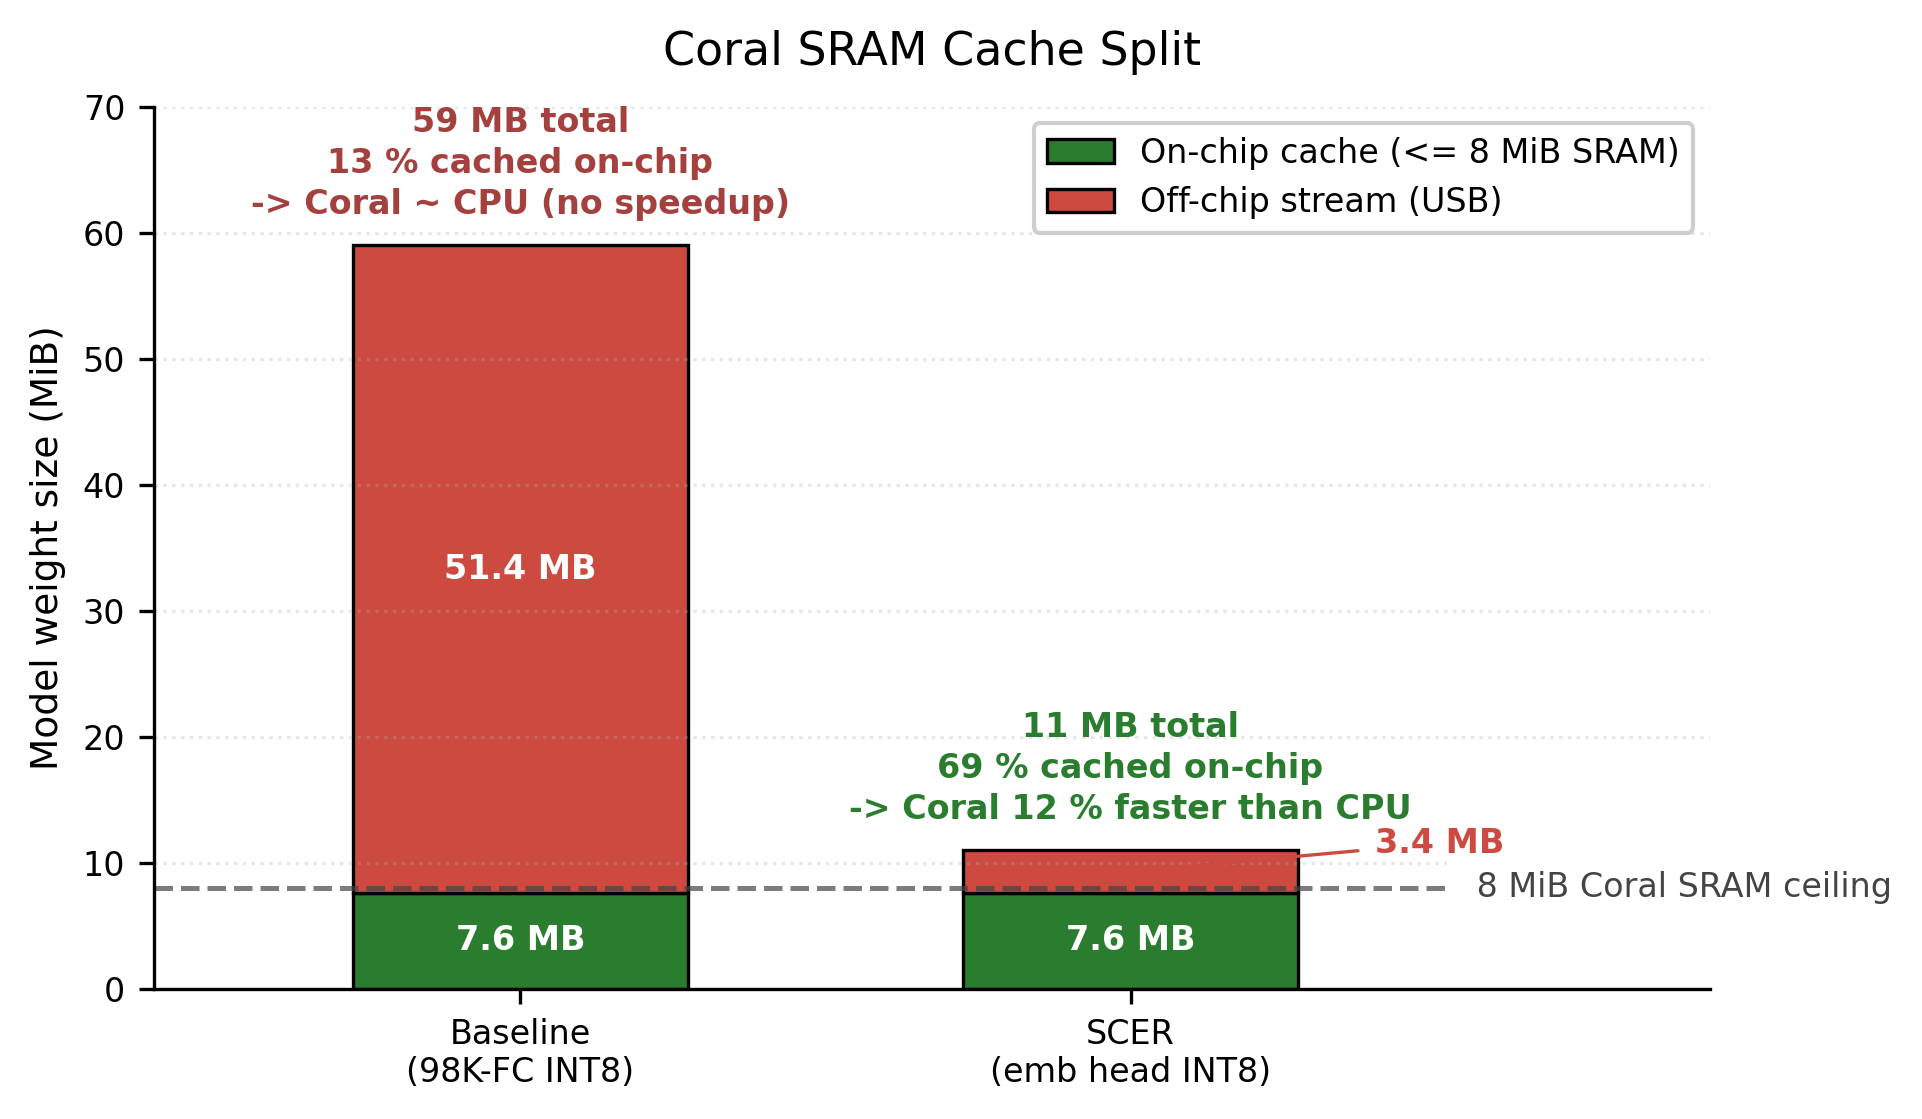 Coral SRAM Cache Split
Model weight size (MiB)
70
60
50
40
30
20
10
0
59 MB total
13 % cached on-chip
-> Coral ~ CPU (no speedup)
On-chip cache (<= 8 MiB SRAM)
Off-chip stream (USB)
51.4 MB
7.6 MB
11 MB total
69 % cached on-chip
-> Coral 12 % faster than CPU
3.4 MB
8 MiB Coral SRAM ceiling
7.6 MB
Baseline
(98K-FC INT8)
SCER
(emb head INT8)